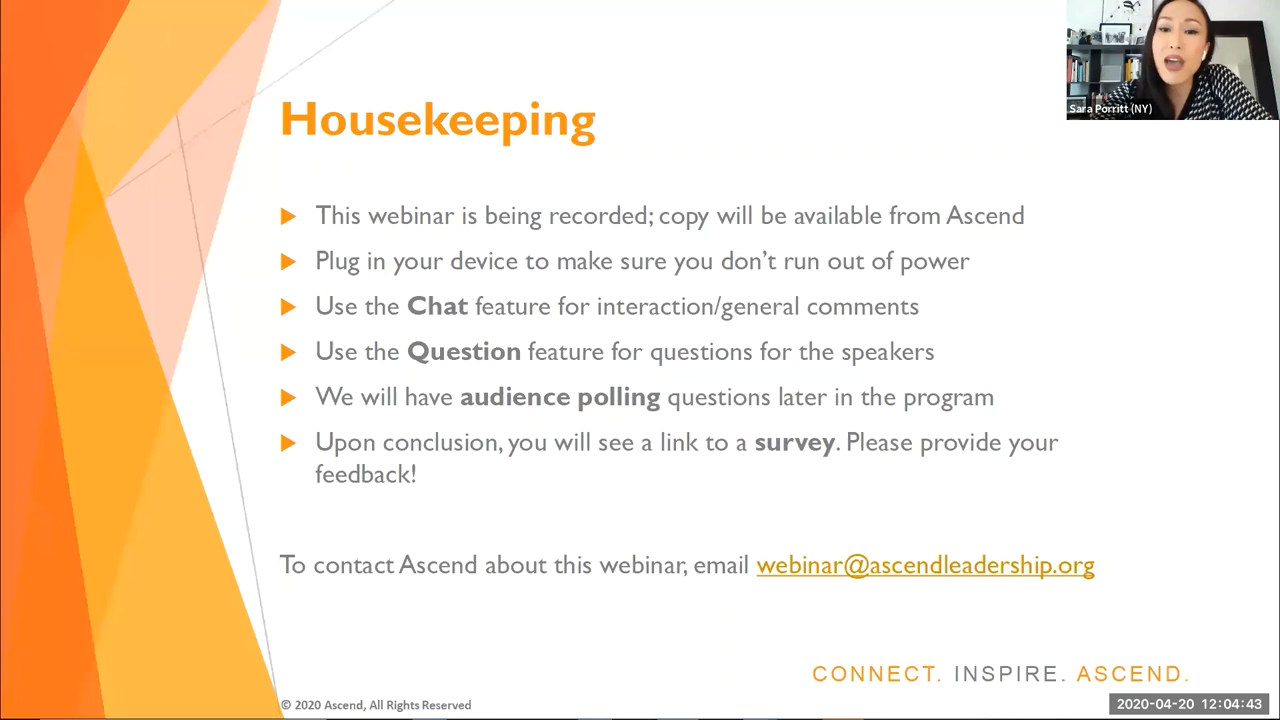 Housekeeping
Sara Porritt (NY)
This webinar is being recorded; copy will be available from Ascend
Plug in your device to make sure you don’t run out of power
Use the Chat feature for interaction/general comments
Use the Question feature for questions for the speakers
We will have audience polling questions later in the program
Upon conclusion, you will see a link to a survey. Please provide your
feedback!
To contact Ascend about this webinar, email webinar@ascendleadership.org
CONNECT. INSPIRE. ASCEND.
© 2020 Ascend, All Rights Reserved
2020-04-20 12:04:43